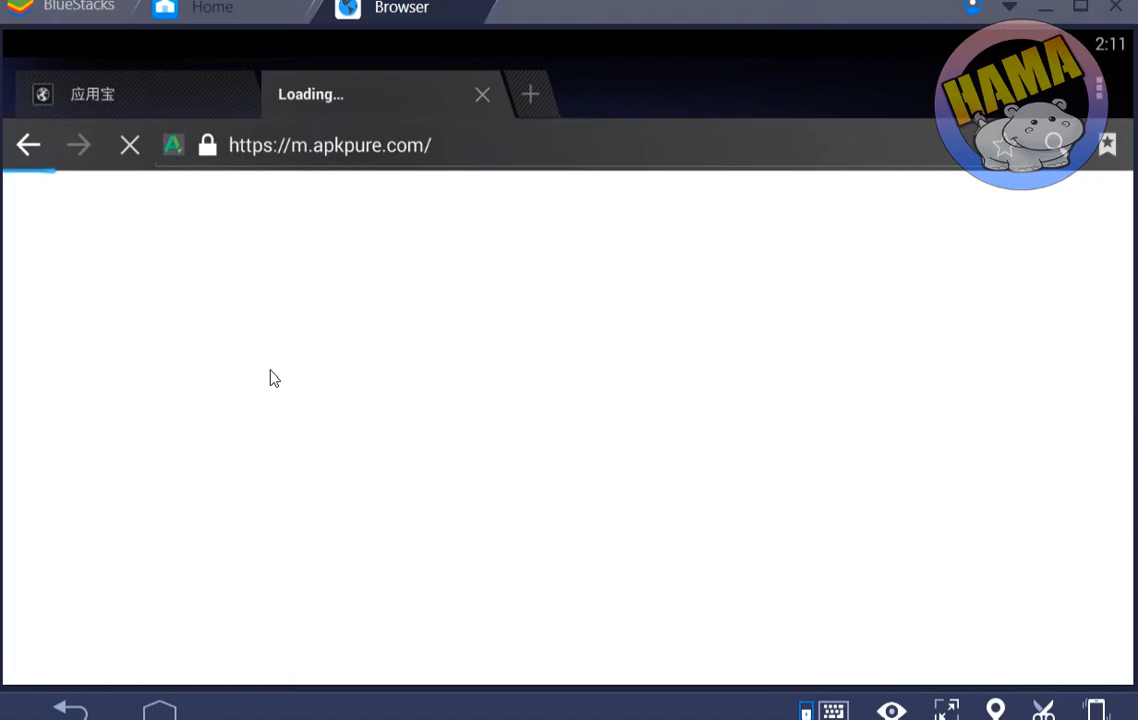 BlueStacks Home Browser
2:11
应用宝 Loading...
https://m.apkpure.com/
HAMA